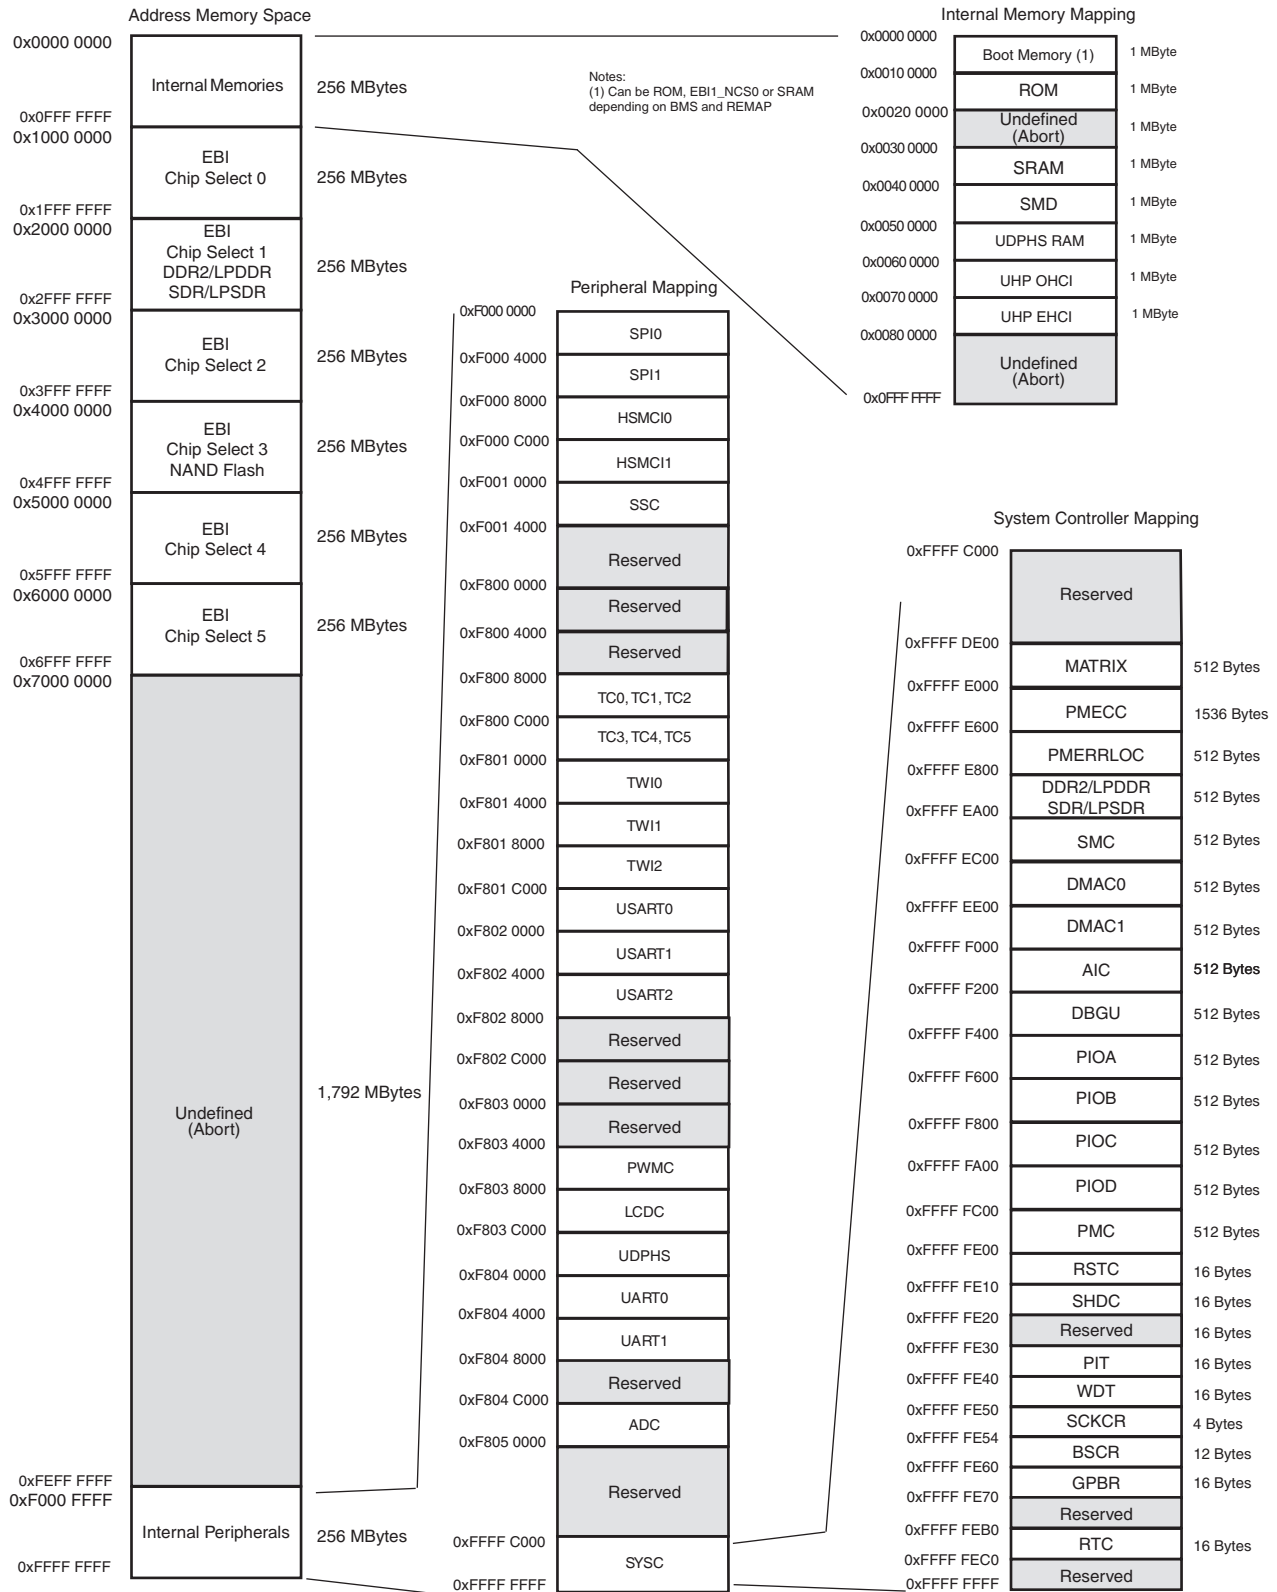 Address Memory Space
0x0000 0000
Internal Memories
256 MBytes
0x0FFF FFFF
0x1000 0000
EBI
Chip Select 0
256 MBytes
0x1FFF FFFF
0x2000 0000
EBI
Chip Select 1
DDR2/LPDDR
SDR/LPSDR
256 MBytes
0x2FFF FFFF
0x3000 0000
EBI
Chip Select 2
256 MBytes
0x3FFF FFFF
0x4000 0000
EBI
Chip Select 3
NAND Flash
256 MBytes
0x4FFF FFFF
0x5000 0000
EBI
Chip Select 4
256 MBytes
0x5FFF FFFF
0x6000 0000
EBI
Chip Select 5
256 MBytes
0x6FFF FFFF
0x7000 0000
Undefined
(Abort)
1,792 MBytes
0xFEFF FFFF
0xF000 FFFF
Internal Peripherals
256 MBytes
0xFFFF FFFF
Notes:
(1) Can be ROM, EBI1_NCS0 or SRAM
depending on BMS and REMAP
Peripheral Mapping
0xF000 0000
SPI0
0xF000 4000
SPI1
0xF000 8000
HSMCI0
0xF000 C000
HSMCI1
0xF001 0000
SSC
0xF001 4000
Reserved
0xF800 0000
Reserved
0xF800 4000
Reserved
0xF800 8000
TC0, TC1, TC2
0xF800 C000
TC3, TC4, TC5
0xF801 0000
TWI0
0xF801 4000
TWI1
0xF801 8000
TWI2
0xF801 C000
USART0
0xF802 0000
USART1
0xF802 4000
USART2
0xF802 8000
Reserved
0xF802 C000
Reserved
0xF803 0000
Reserved
0xF803 4000
PWMC
0xF803 8000
LCDC
0xF803 C000
UDPHS
0xF804 0000
UART0
0xF804 4000
UART1
0xF804 8000
Reserved
0xF804 C000
ADC
0xF805 0000
Reserved
0xFFFF C000
SYSC
0xFFFF FFFF
Internal Memory Mapping
0x0000 0000
Boot Memory (1)
1 MByte
0x0010 0000
ROM
1 MByte
0x0020 0000
Undefined
(Abort)
1 MByte
0x0030 0000
SRAM
1 MByte
0x0040 0000
SMD
1 MByte
0x0050 0000
UDPHS RAM
1 MByte
0x0060 0000
UHP OHCI
1 MByte
0x0070 0000
UHP EHCI
1 MByte
0x0080 0000
Undefined
(Abort)
0x0FFF FFFF
System Controller Mapping
0xFFFF C000
Reserved
0xFFFF DE00
MATRIX
512 Bytes
0xFFFF E000
PMECC
1536 Bytes
0xFFFF E600
PMERRLOC
512 Bytes
0xFFFF E800
DDR2/LPDDR
SDR/LPSDR
512 Bytes
0xFFFF EA00
SMC
512 Bytes
0xFFFF EC00
DMAC0
512 Bytes
0xFFFF EE00
DMAC1
512 Bytes
0xFFFF F000
AIC
512 Bytes
0xFFFF F200
DBGU
512 Bytes
0xFFFF F400
PIOA
512 Bytes
0xFFFF F600
PIOB
512 Bytes
0xFFFF F800
PIOC
512 Bytes
0xFFFF FA00
PIOD
512 Bytes
0xFFFF FC00
PMC
512 Bytes
0xFFFF FE00
RSTC
16 Bytes
0xFFFF FE10
SHDC
16 Bytes
0xFFFF FE20
Reserved
16 Bytes
0xFFFF FE30
PIT
16 Bytes
0xFFFF FE40
WDT
16 Bytes
0xFFFF FE50
SCKCR
4 Bytes
0xFFFF FE54
BSCR
12 Bytes
0xFFFF FE60
GPBR
16 Bytes
0xFFFF FE70
Reserved
0xFFFF FEB0
RTC
16 Bytes
0xFFFF FEC0
Reserved
0xFFFF FFFF